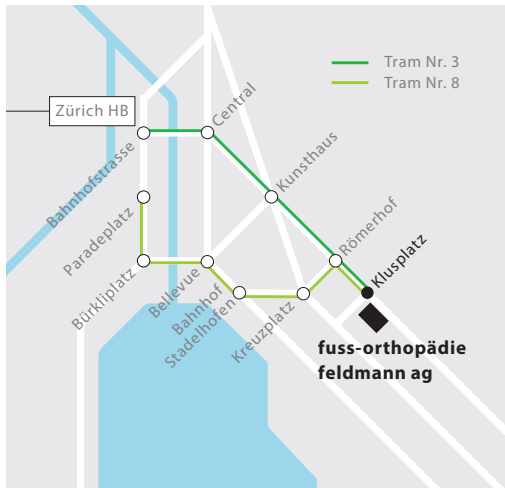 Tram Nr. 3
Tram Nr. 8
Zürich HB
Central
Bahnhofstrasse
Kunsthaus
Paradeplatz
Römerhof
Klusplatz
Bürkliplatz
Bellevue
Bahnhof
Stadelhofen
Kreuzplatz
fuss-orthopädie
feldmann ag